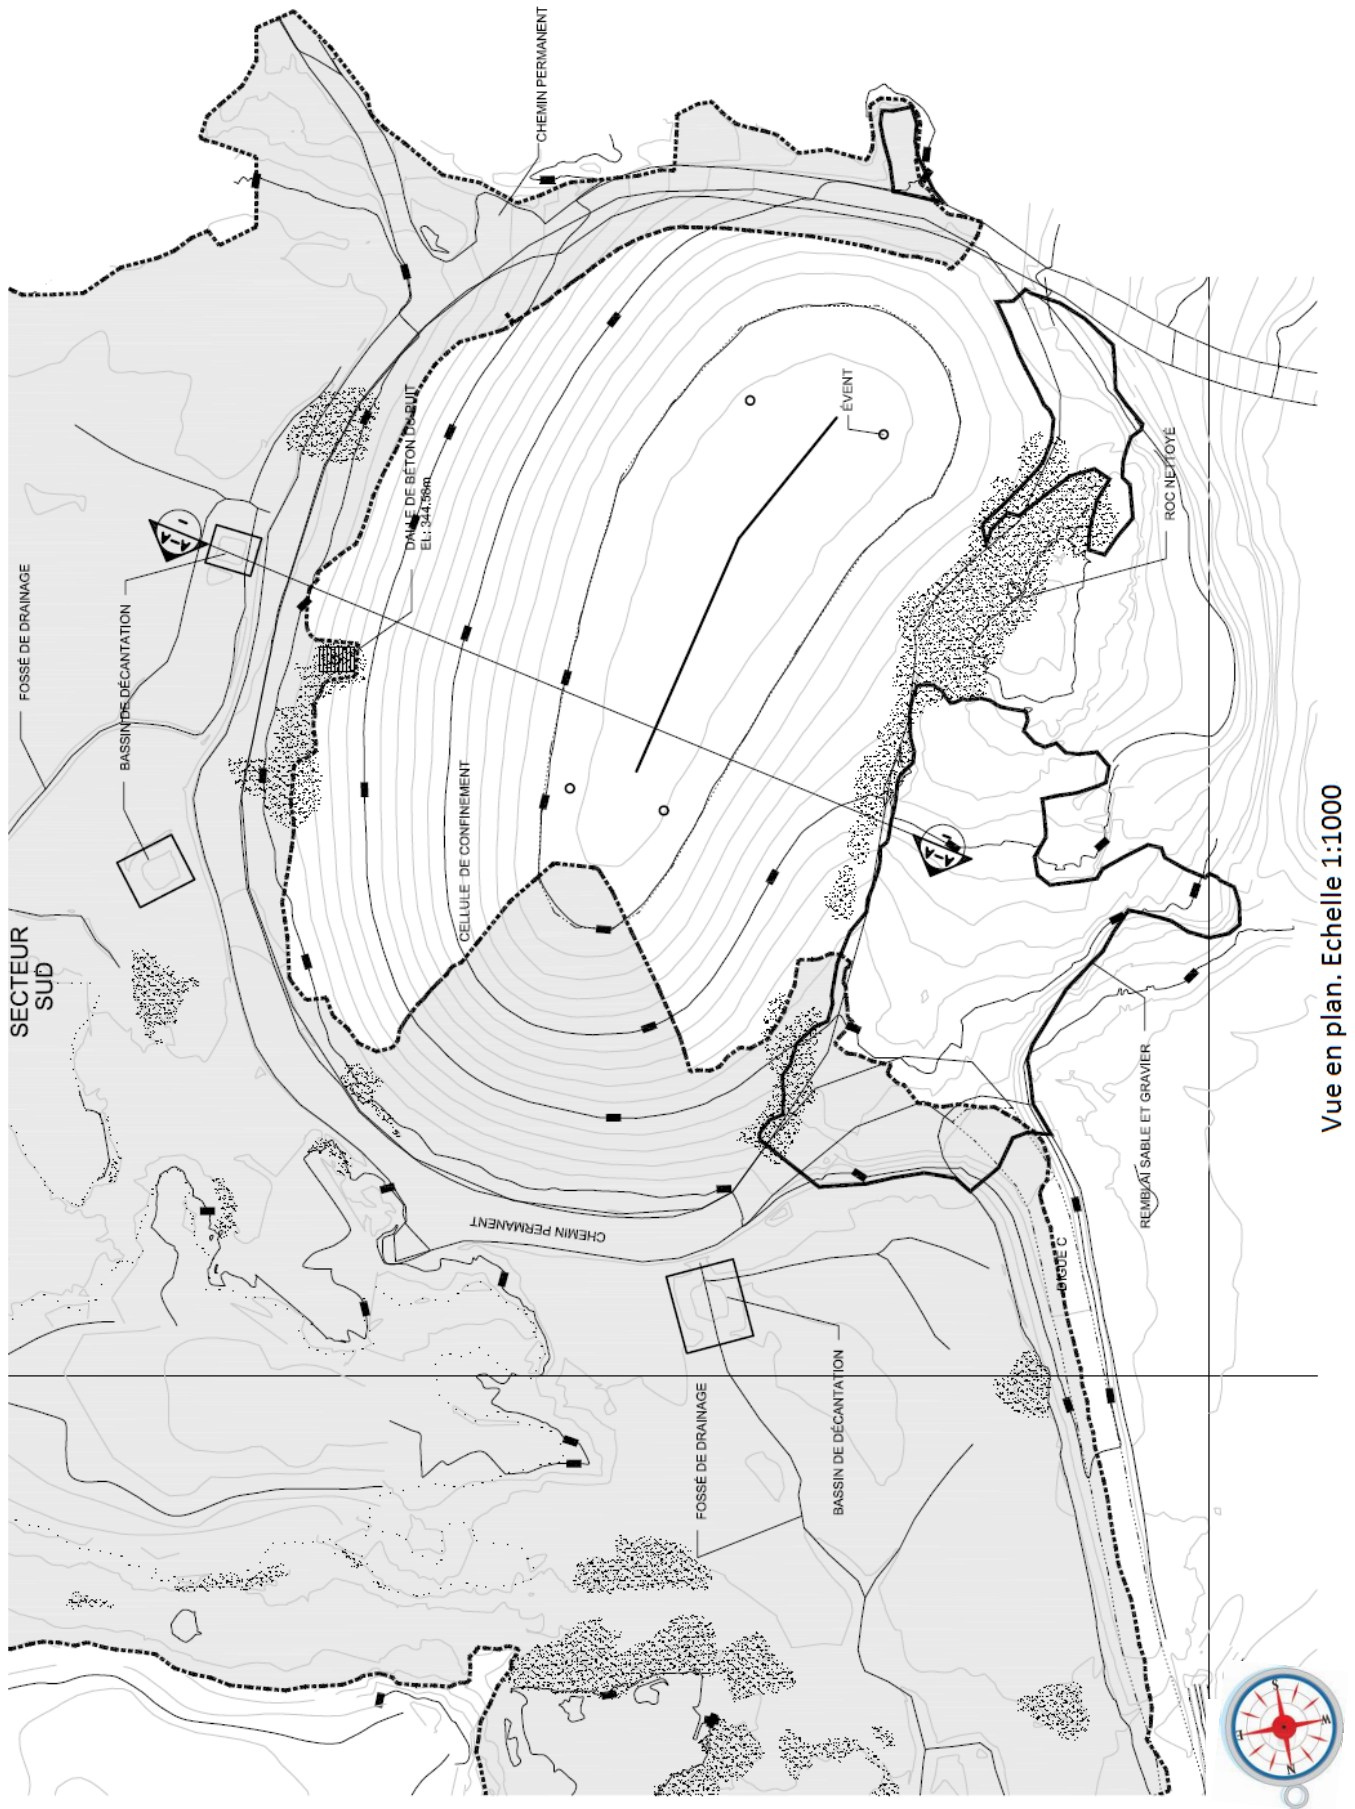 CHEMIN PERMANENT
ÉVENT
DALLE DE BÉTON DU PUIT
EL: 344.56m
ROC NETTOYÉ
A-A
FOSSÉ DE DRAINAGE
BASSIN DE DÉCANTATION
CELLULE DE CONFINEMENT
A-A
SECTEUR
SUD
CHEMIN PERMANENT
REMBLAI SABLE ET GRAVIER
DIGUE C
FOSSÉ DE DRAINAGE
BASSIN DE DÉCANTATION
Vue en plan. Echelle 1:1000
S
E
W
N